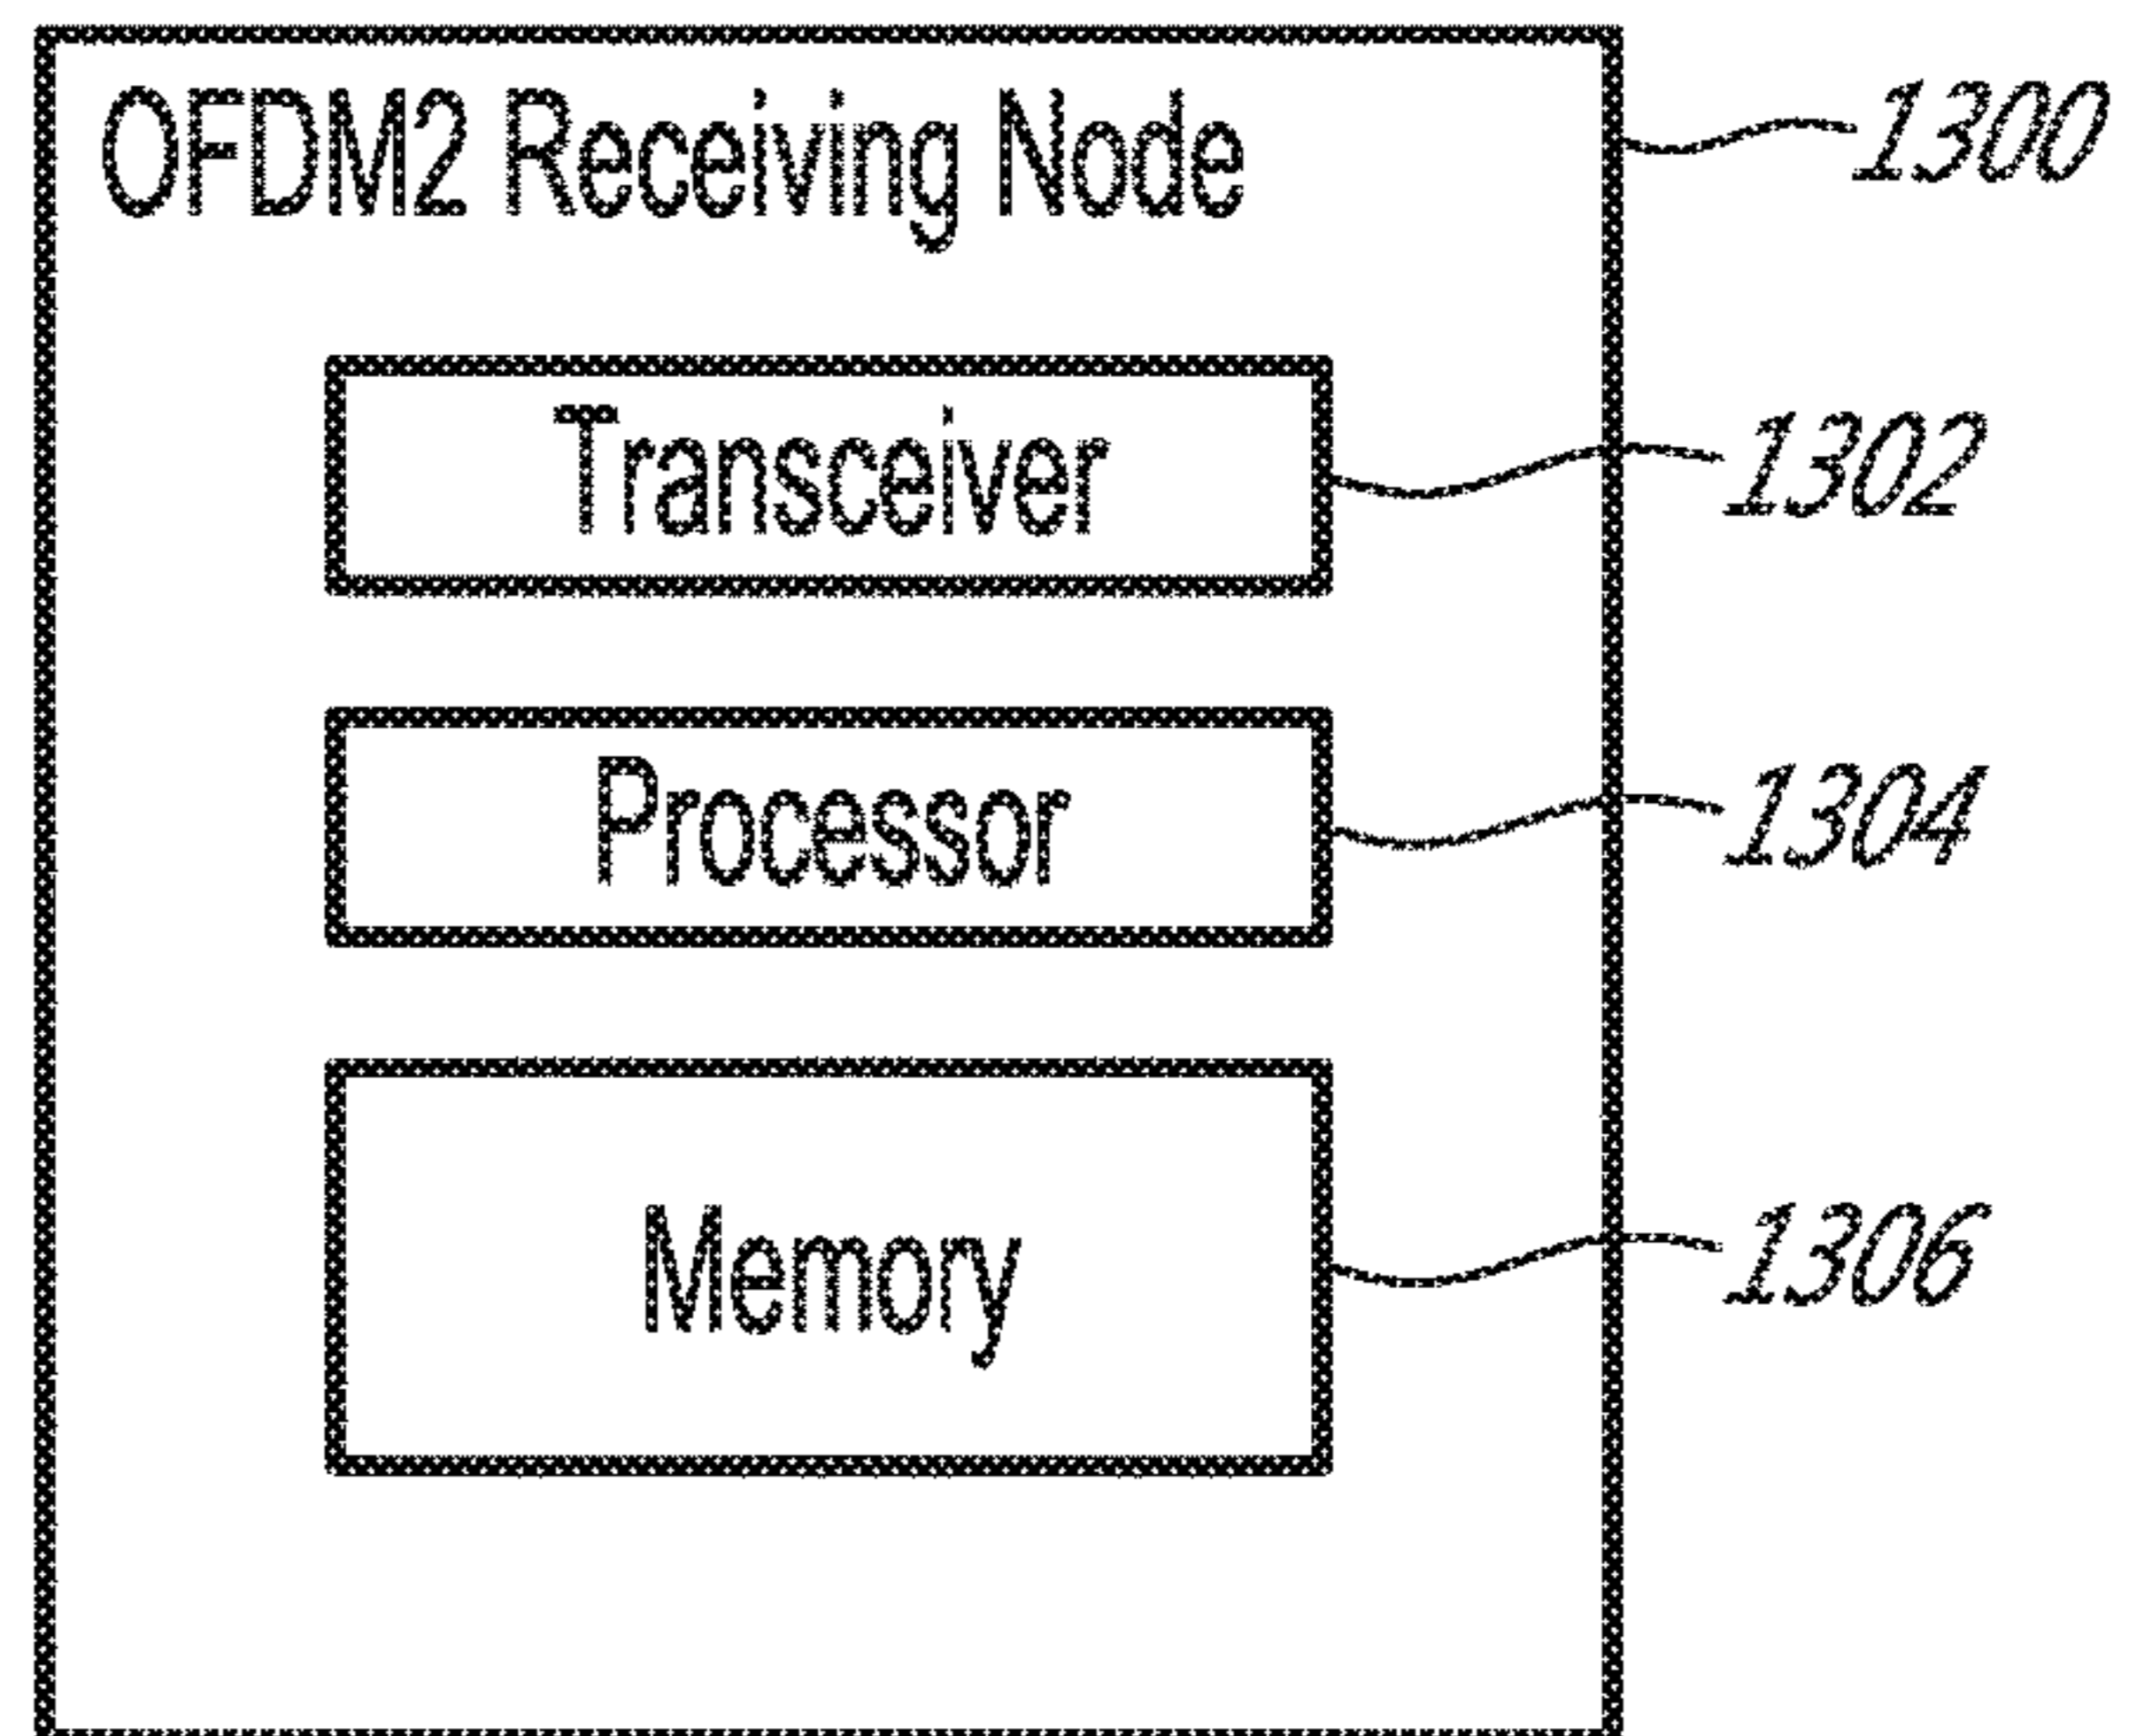 OFDM2 Receiving Node
1300
Transceiver
1302
Processor
1304
Memory
1306